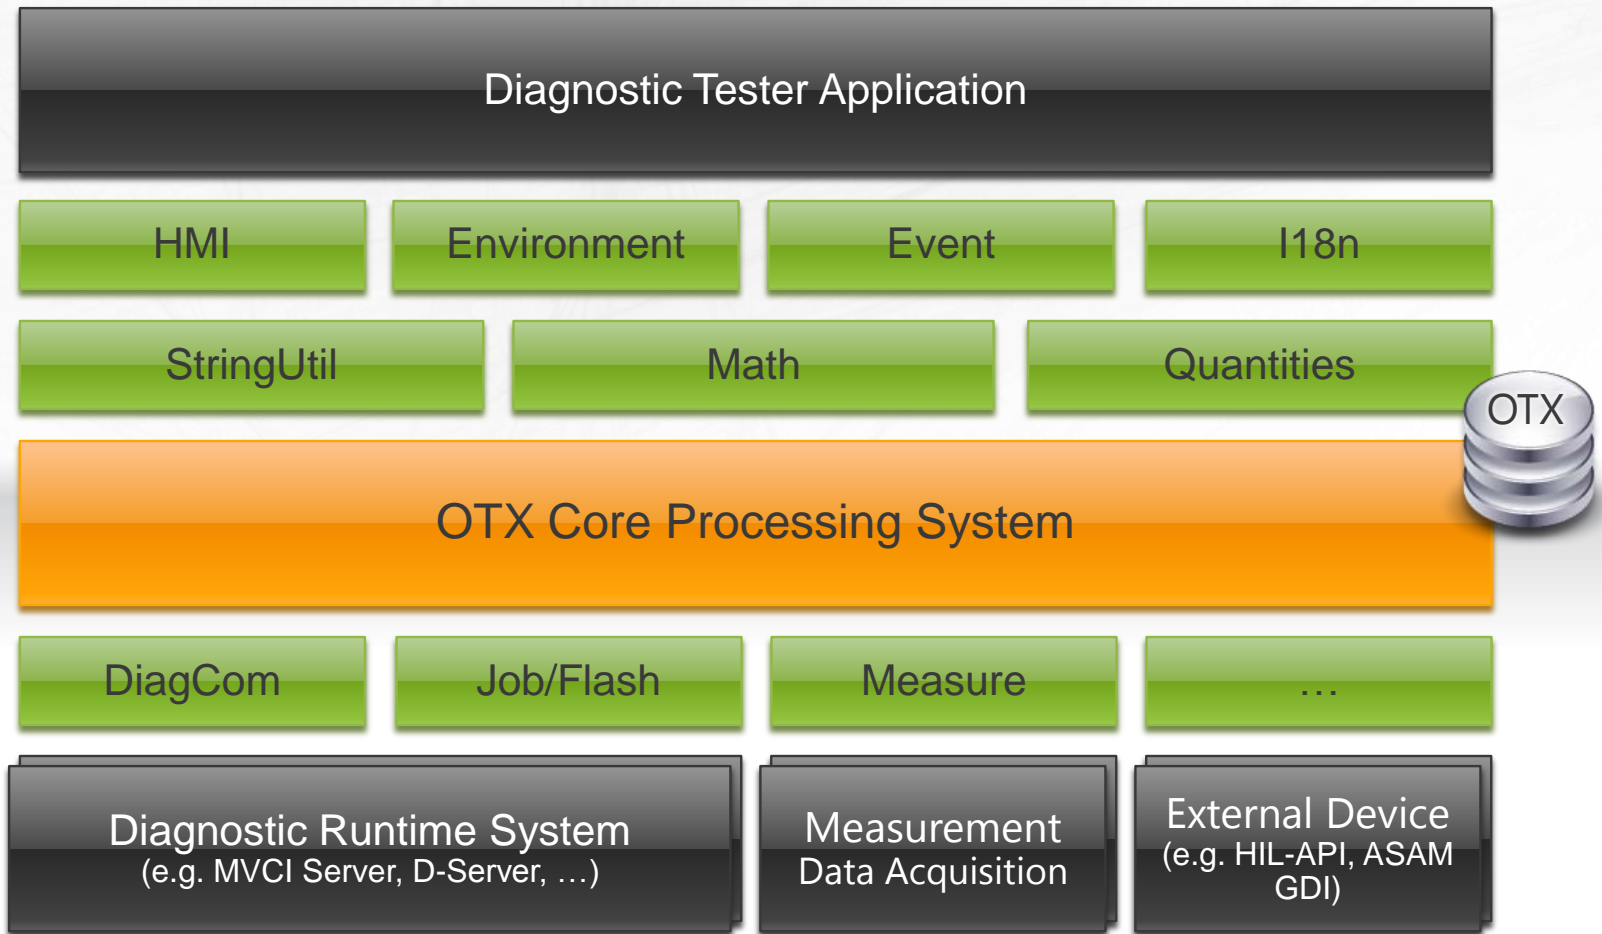 Diagnostic Tester Application
HMI
Environment
Event
I18n
StringUtil
Math
Quantities
OTX
OTX Core Processing System
DiagCom
Job/Flash
Measure
…
Diagnostic Runtime System
(e.g. MVCI Server, D-Server, …)
Measurement
Data Acquisition
External Device
(e.g. HIL-API, ASAM
GDI)